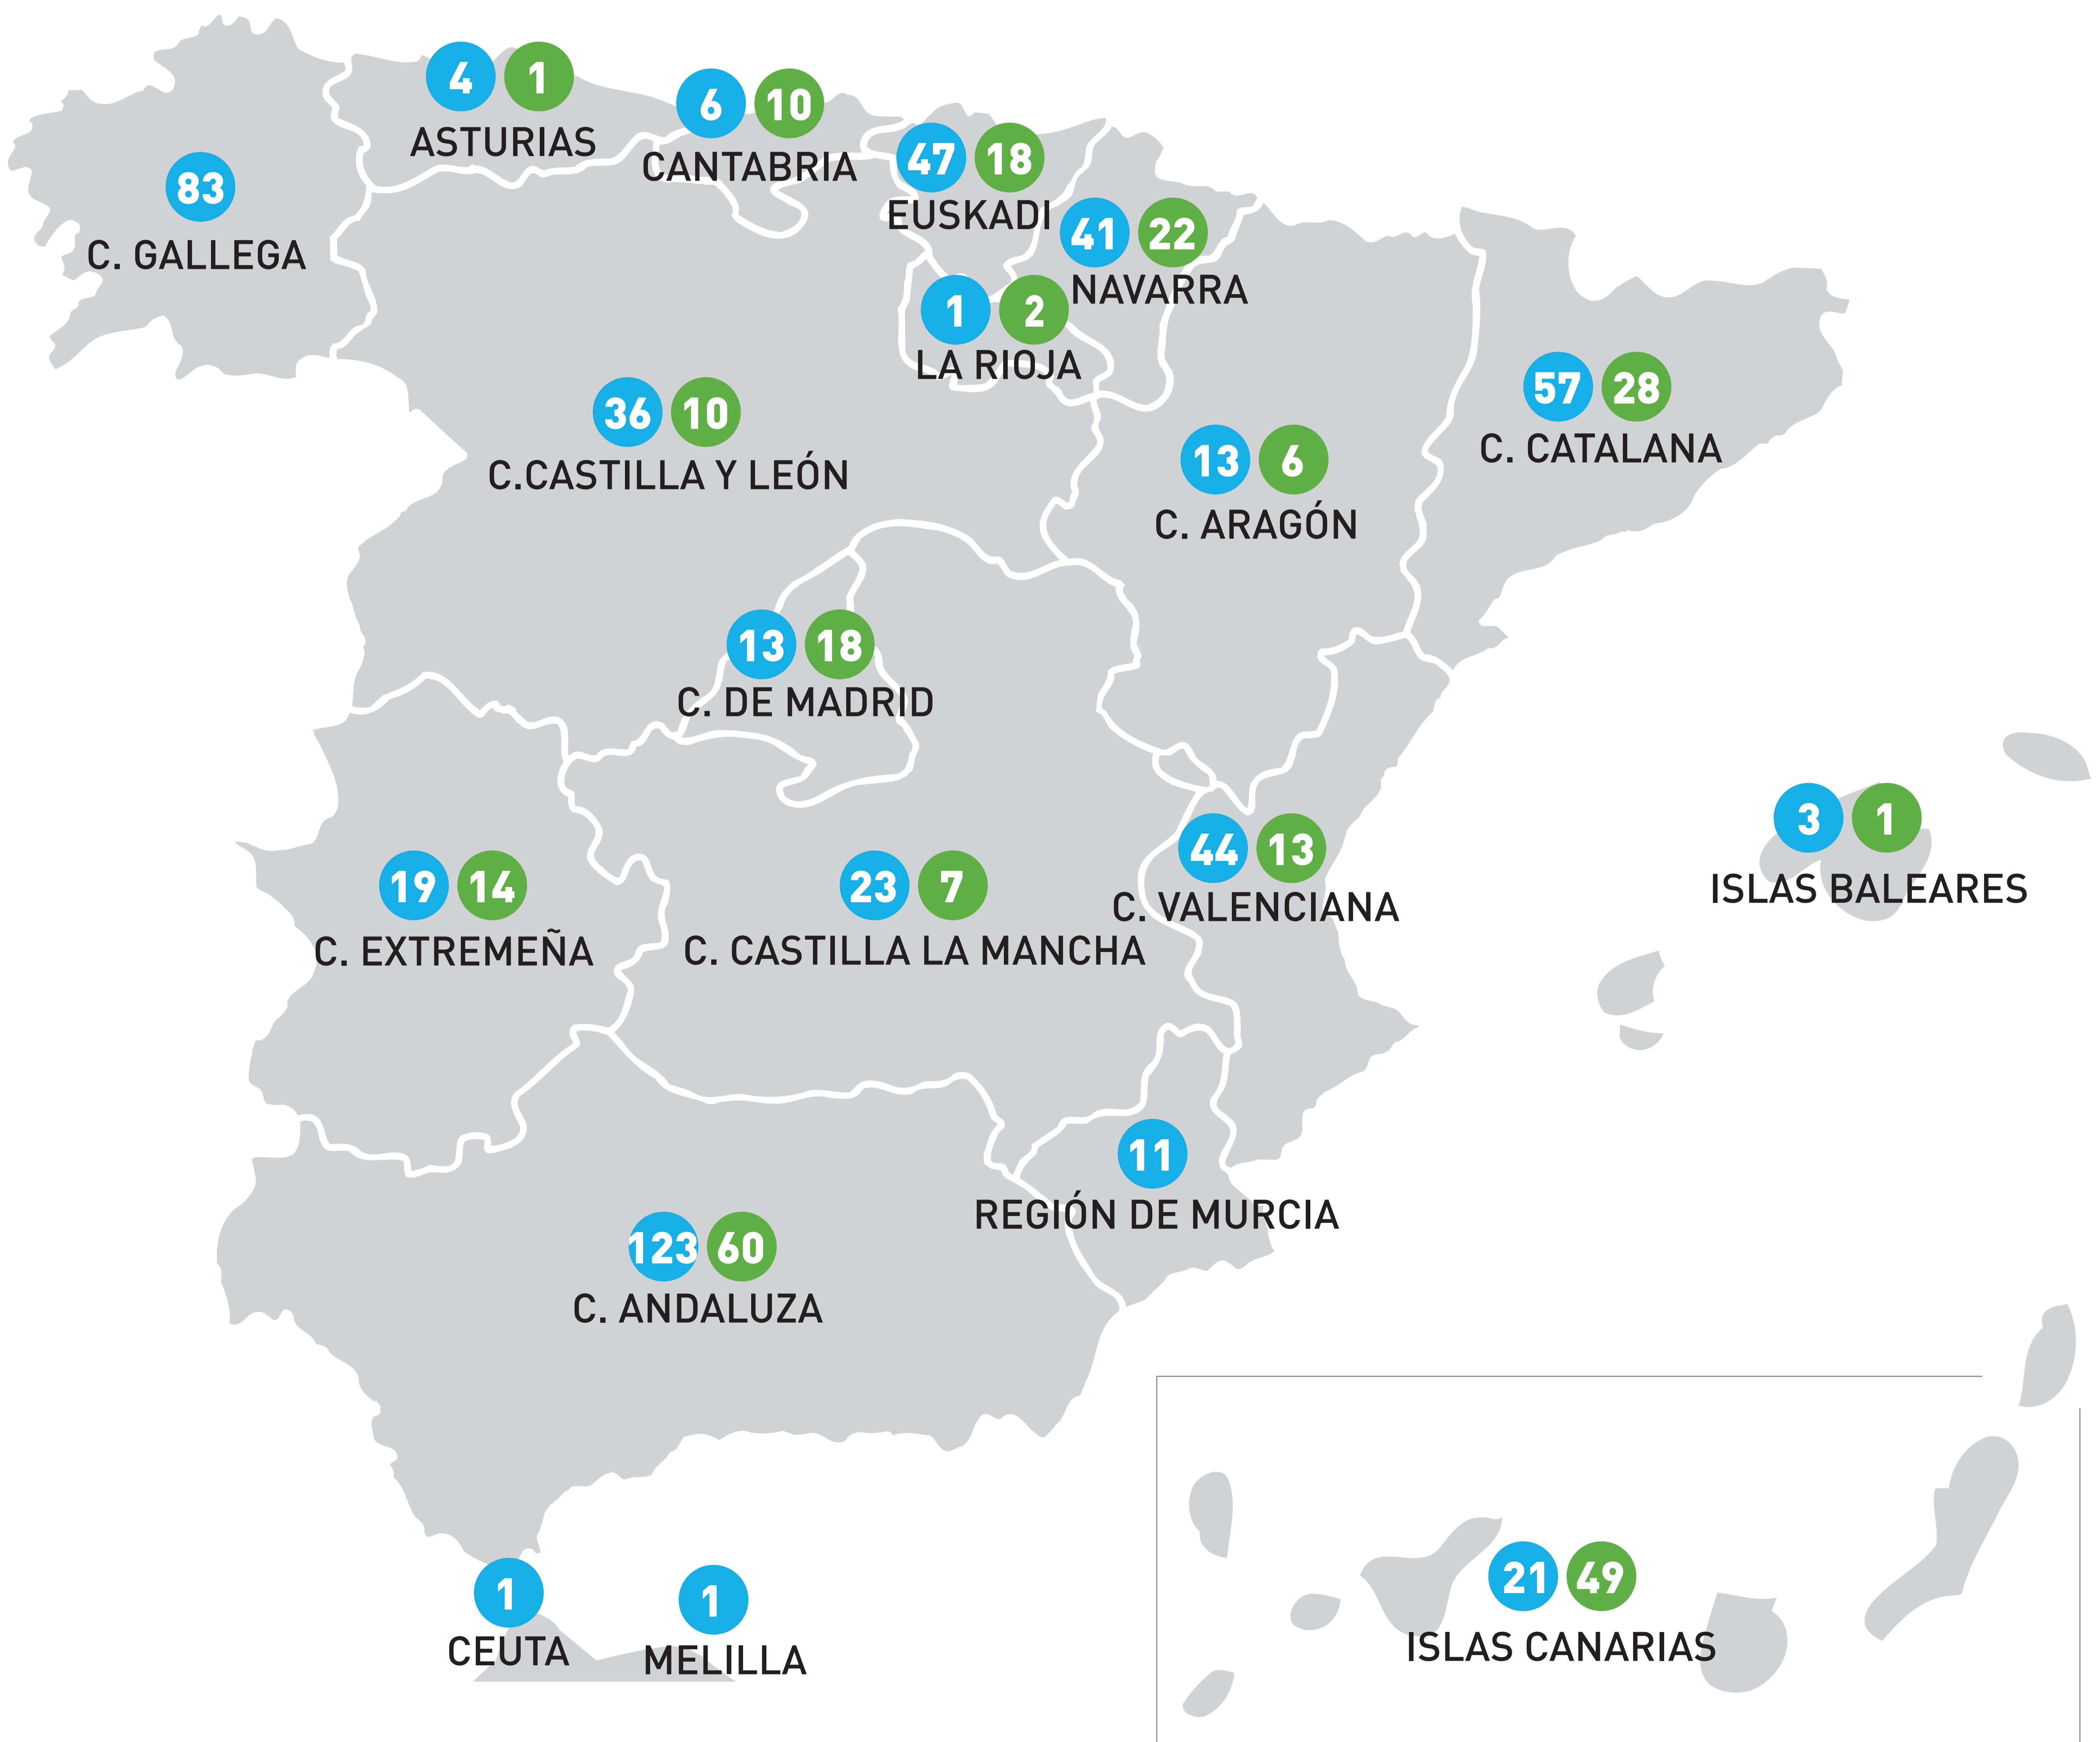 4 1
ASTURIAS
6 10
CANTABRIA
47 18
EUSKADI
83
C. GALLEGA
41 22
NAVARRA
1 2
LA RIOJA
57 28
C. CATALANA
36 10
C.CASTILLA Y LEÓN
13 6
C. ARAGÓN
13 18
C. DE MADRID
3 1
ISLAS BALEARES
44 13
C. VALENCIANA
19 14
C. EXTREMEÑA
23 7
C. CASTILLA LA MANCHA
11
REGIÓN DE MURCIA
123 60
C. ANDALUZA
1
CEUTA
1
MELILLA
21 49
ISLAS CANARIAS